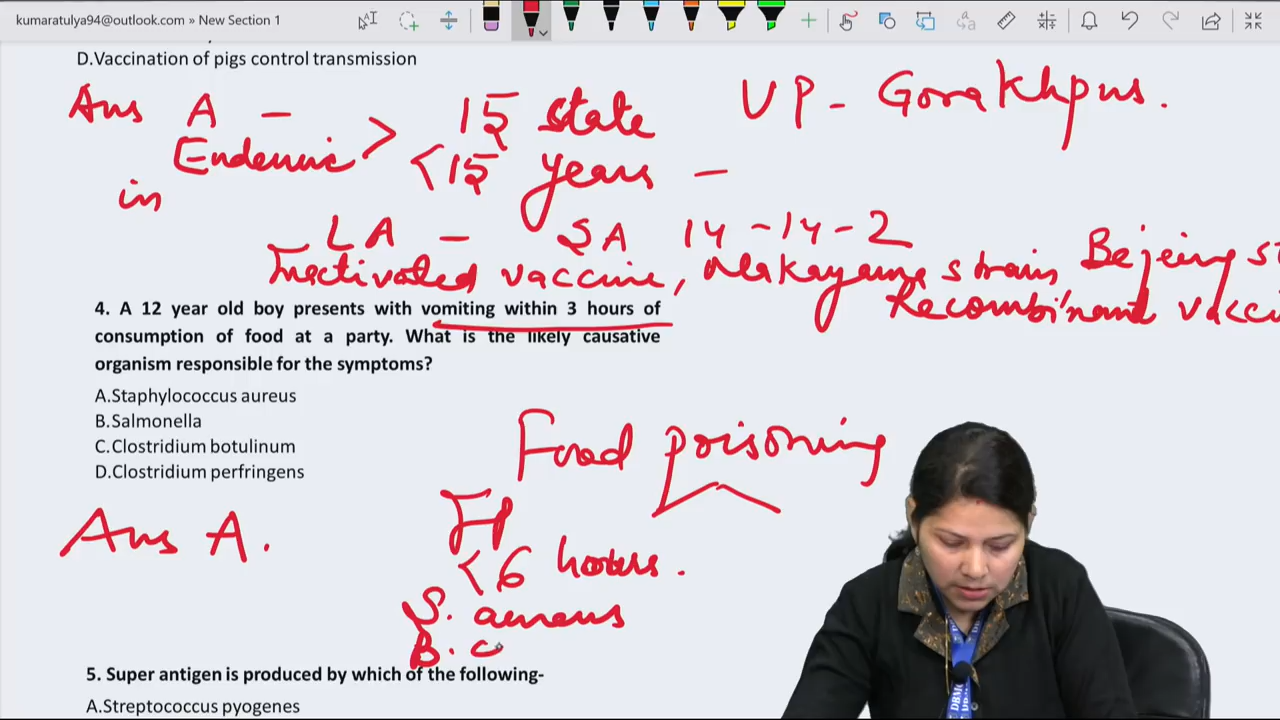 kumaratulya94@outlook.com » New Section 1
D.Vaccination of pigs control transmission
Ans A - 15 state UP - Gorakhpus.
Endemic > <15 years -
in
LA - SA 14-14-2
Inactivated vaccine, Nakayama strain, Bejeing
Recombinant
4. A 12 year old boy presents with vomiting within 3 hours of
consumption of food at a party. What is the likely causative
organism responsible for the symptoms?
A.Staphylococcus aureus
B.Salmonella
C.Clostridium botulinum
D.Clostridium perfringens
Food poisoning
Ans A.
FP
<6 hours.
S. aureus
B. c
5. Super antigen is produced by which of the following-
A.Streptococcus pyogenes